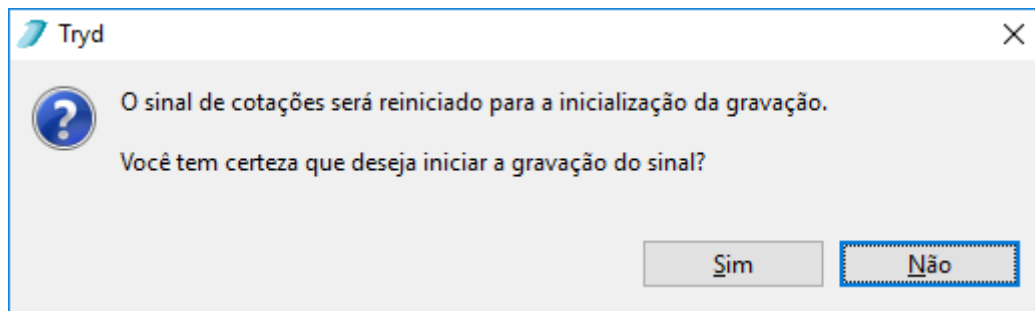 Tryd
O sinal de cotações será reiniciado para a inicialização da gravação.
Você tem certeza que deseja iniciar a gravação do sinal?
Sim
Não